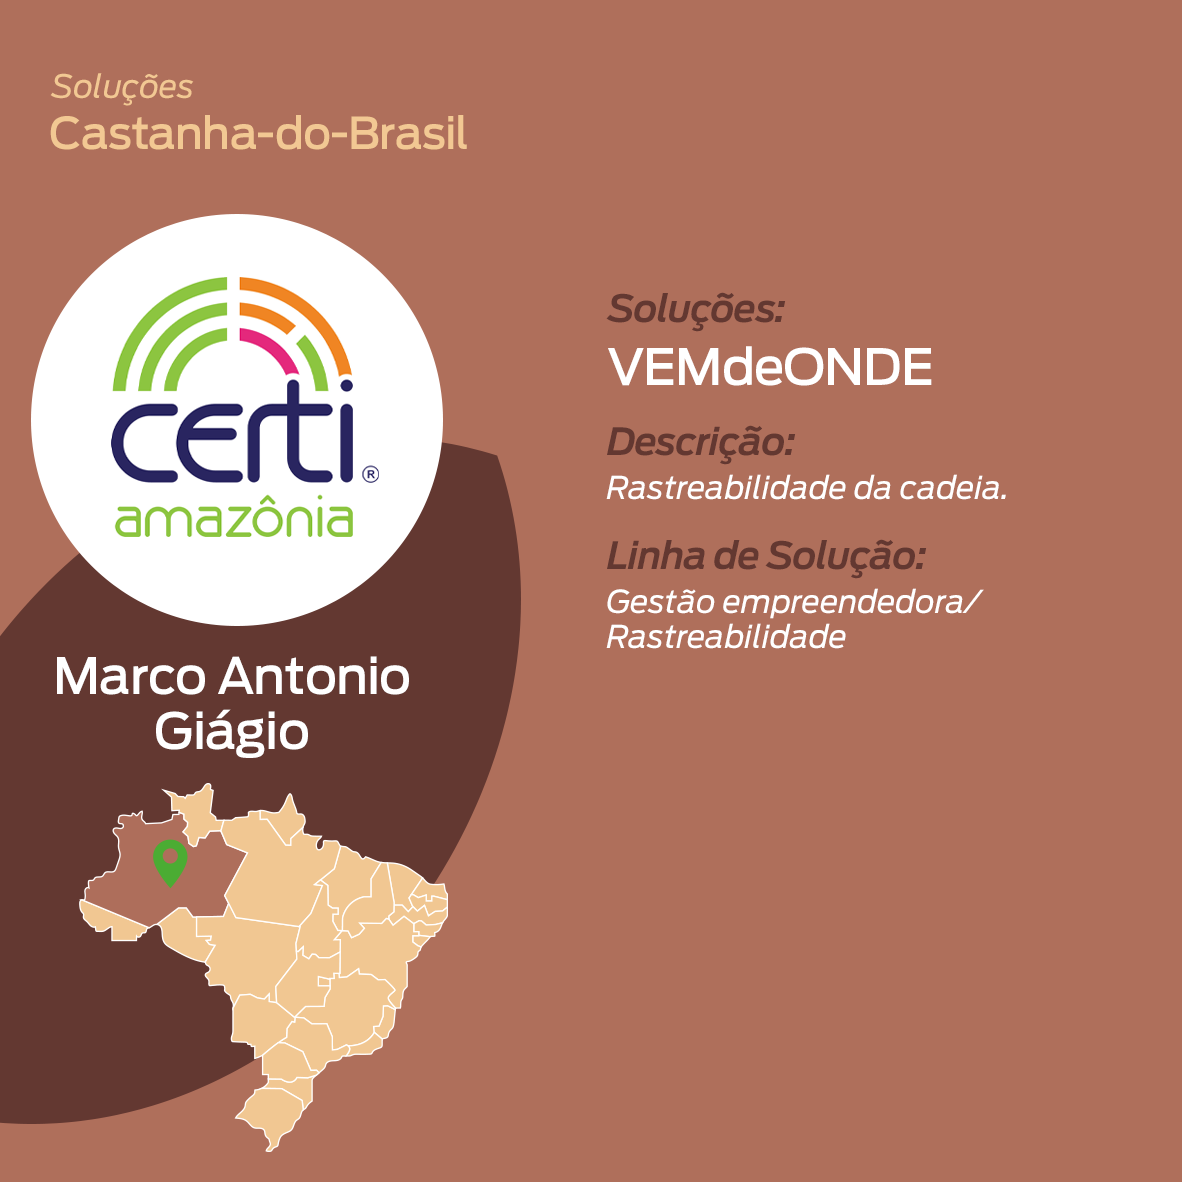 Soluções
Castanha-do-Brasil
certi
®
amazônia
Marco Antonio
Giágio
Soluções:
VEMdeONDE
Descrição:
Rastreabilidade da cadeia.
Linha de Solução:
Gestão empreendedora/
Rastreabilidade